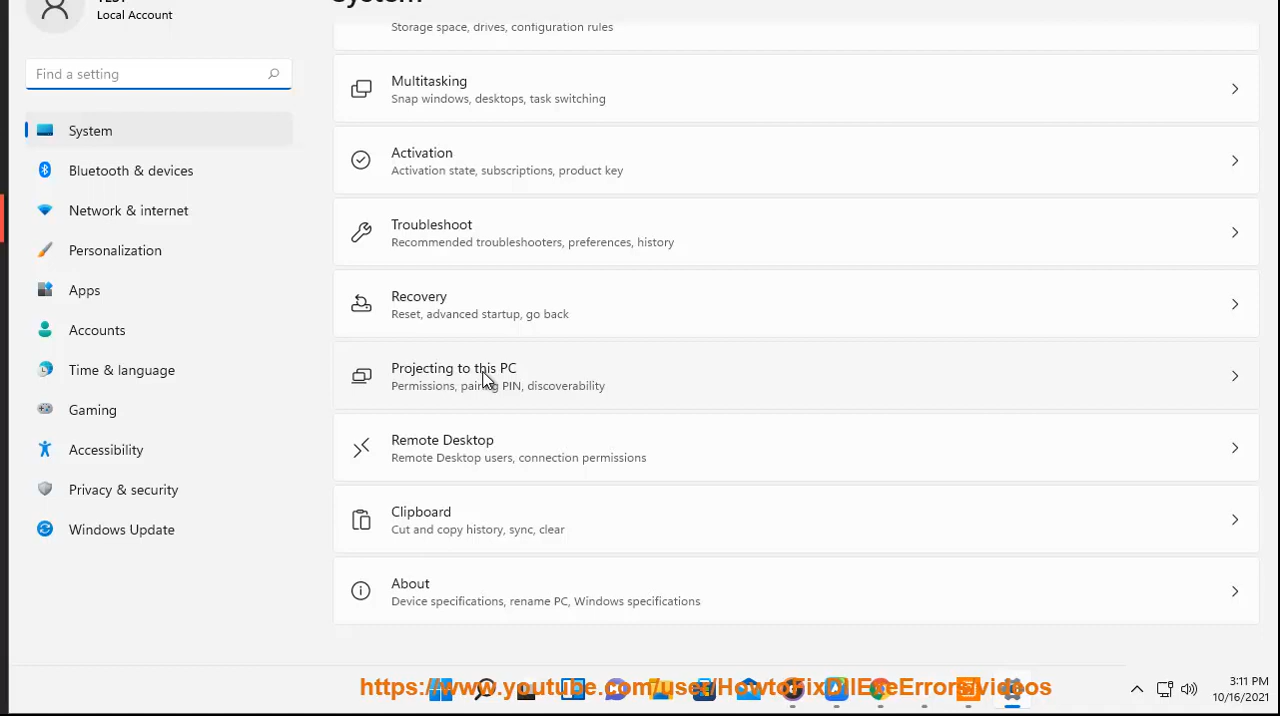 Local Account
System
Find a setting
System
Bluetooth & devices
Network & internet
Personalization
Apps
Accounts
Time & language
Gaming
Accessibility
Privacy & security
Windows Update
Storage space, drives, configuration rules
Multitasking
Snap windows, desktops, task switching
Activation
Activation state, subscriptions, product key
Troubleshoot
Recommended troubleshooters, preferences, history
Recovery
Reset, advanced startup, go back
Projecting to this PC
Permissions, pairing PIN, discoverability
Remote Desktop
Remote Desktop users, connection permissions
Clipboard
Cut and copy history, sync, clear
About
Device specifications, rename PC, Windows specifications
https://www.youtube.com/user/HowtoFixAllExeErrors/videos
3:11 PM
10/16/2021